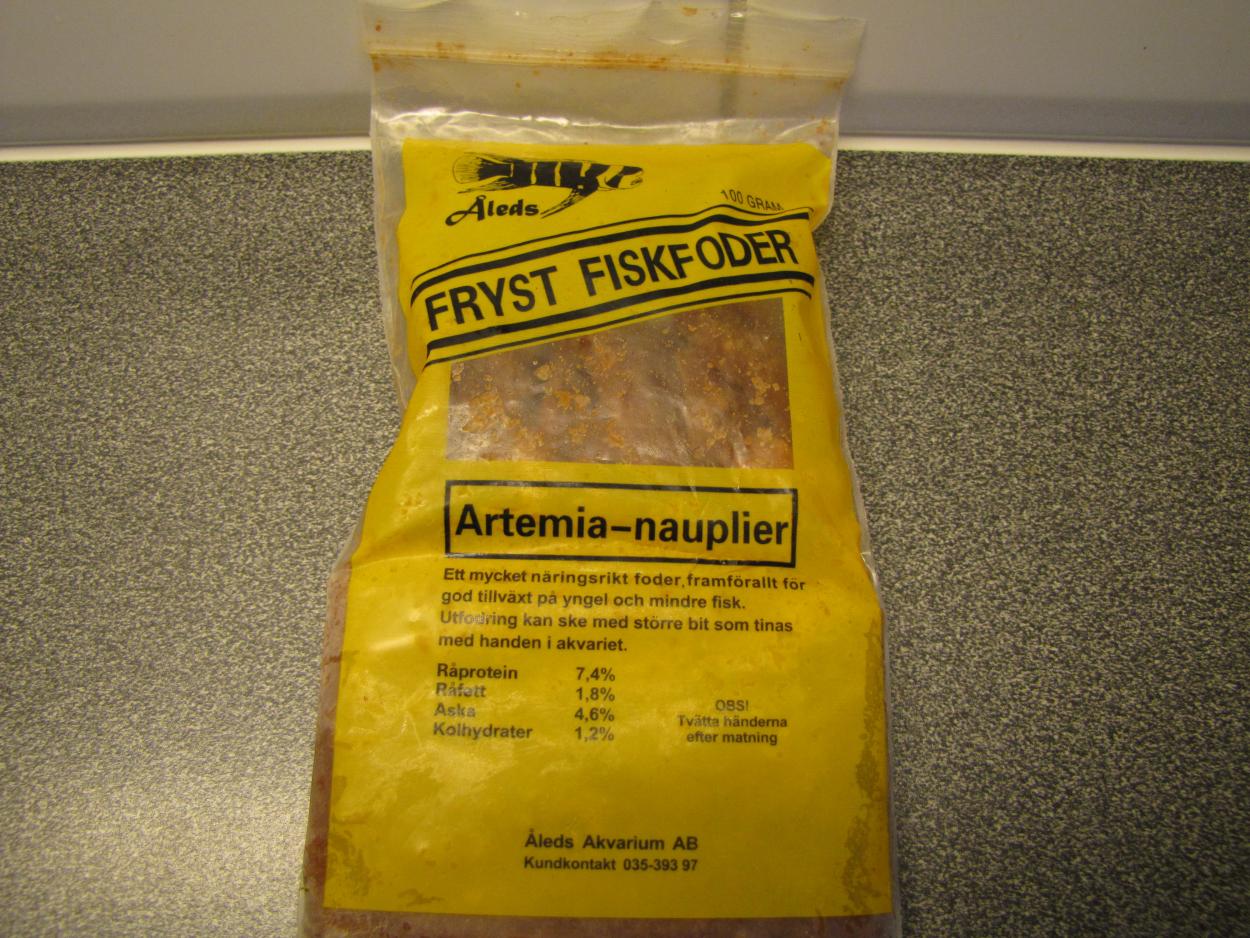 Åleds
100 GRAM
FRYST FISKFODER
Artemia–nauplier
Ett mycket näringsrikt foder,framförallt för
god tillväxt på yngel och mindre fisk.
Utfodring kan ske med större bit som tinas
med handen i akvariet.
Råprotein 7,4%
Råfett 1,8%
Aska 4,6%
Kolhydrater 1,2%
OBS!
Tvätta händerna
efter matning
Åleds Akvarium AB
Kundkontakt 035-393 97